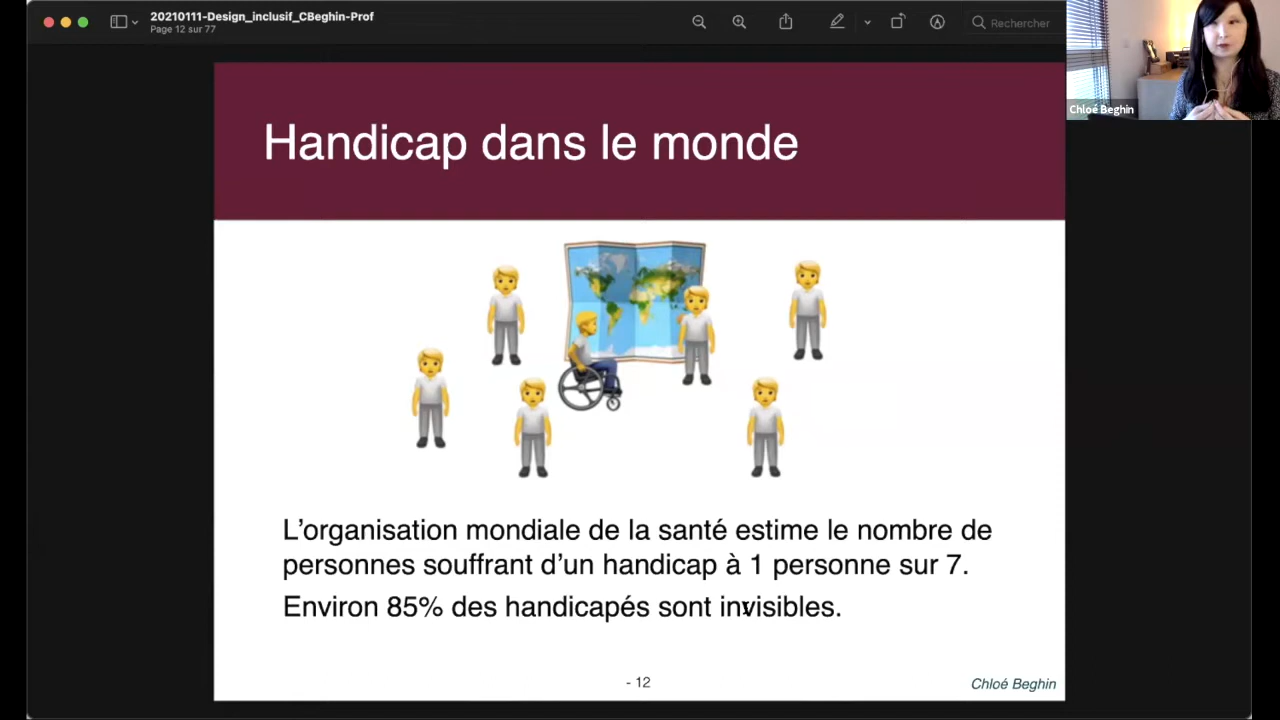 20210111-Design_inclusif_CBeghin-Prof
Page 12 sur 77
Rechercher
Chloé Beghin
Handicap dans le monde
L’organisation mondiale de la santé estime le nombre de
personnes souffrant d’un handicap à 1 personne sur 7.
Environ 85% des handicapés sont invisibles.
- 12
Chloé Beghin